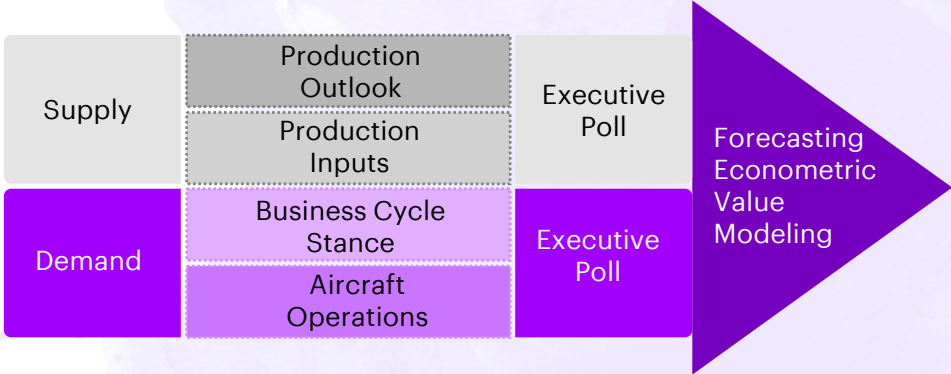 Supply
Production
Outlook
Production
Inputs
Executive
Poll
Demand
Business Cycle
Stance
Aircraft
Operations
Executive
Poll
Forecasting
Econometric
Value
Modeling